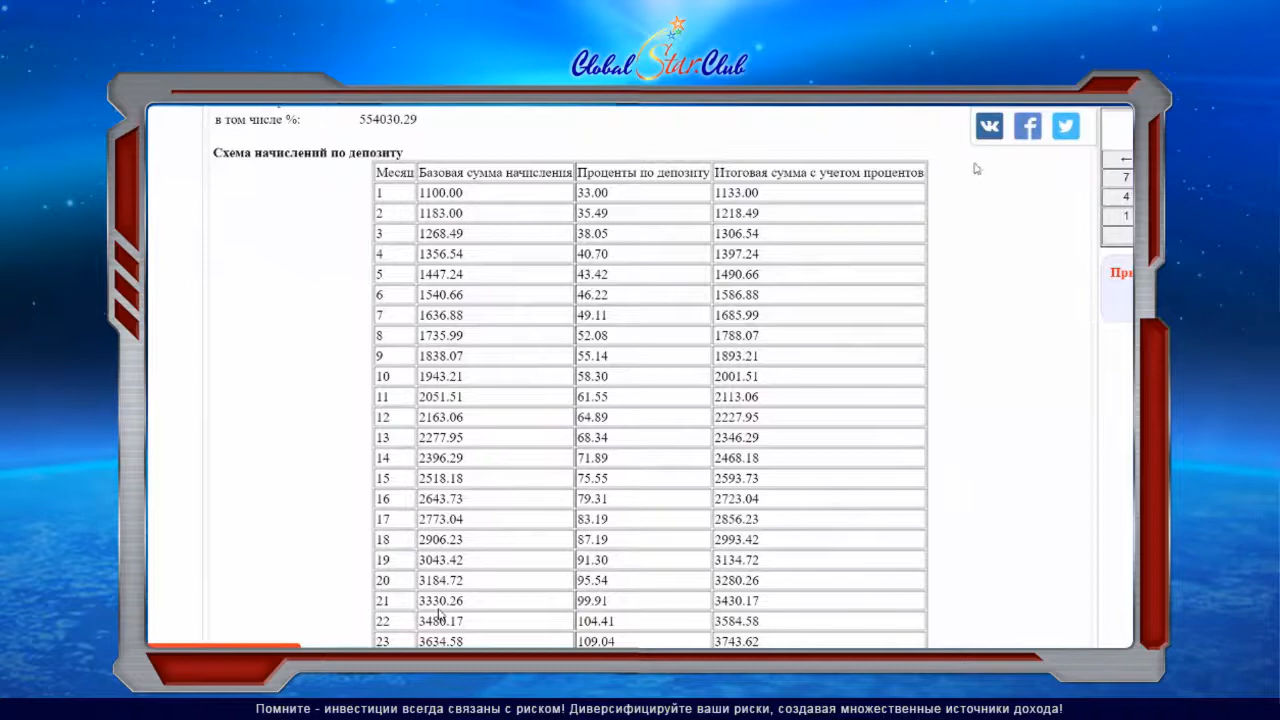 Global Star.Club
в том числе %: 554030.29
Схема начислений по депозиту
Месяц Базовая сумма начисления Проценты по депозиту Итоговая сумма с учетом процентов
1 1100.00 33.00 1133.00
2 1183.00 35.49 1218.49
3 1268.49 38.05 1306.54
4 1356.54 40.70 1397.24
5 1447.24 43.42 1490.66
6 1540.66 46.22 1586.88
7 1636.88 49.11 1685.99
8 1735.99 52.08 1788.07
9 1838.07 55.14 1893.21
10 1943.21 58.30 2001.51
11 2051.51 61.55 2113.06
12 2163.06 64.89 2227.95
13 2277.95 68.34 2346.29
14 2396.29 71.89 2468.18
15 2518.18 75.55 2593.73
16 2643.73 79.31 2723.04
17 2773.04 83.19 2856.23
18 2906.23 87.19 2993.42
19 3043.42 91.30 3134.72
20 3184.72 95.54 3280.26
21 3330.26 99.91 3430.17
22 3480.17 104.41 3584.58
23 3634.58 109.04 3743.62
←
7
4
1
При
Помните - инвестиции всегда связаны с риском! Диверсифицируйте ваши риски, создавая множественные источники дохода!